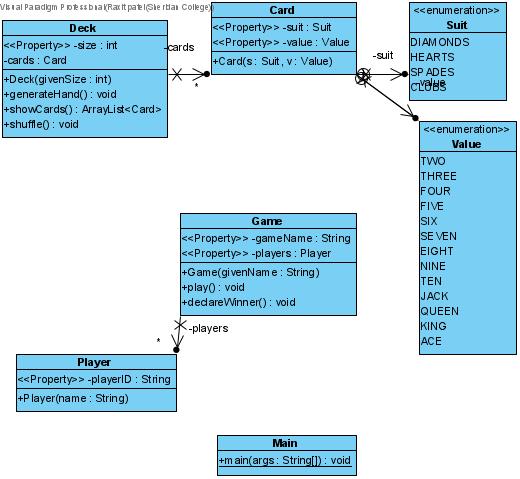 Visual Paradigm Professional(Raxit patel(Sheridan College))
Deck
<<Property>> -size : int
-cards : Card
+Deck(givenSize : int)
+generateHand() : void
+showCards() : ArrayList<Card>
+shuffle() : void
-cards
*
Card
<<Property>> -suit : Suit
<<Property>> -value : Value
+Card(s : Suit, v : Value)
-suit
-value
<<enumeration>>
Suit
DIAMONDS
HEARTS
SPADES
CLUBS
<<enumeration>>
Value
TWO
THREE
FOUR
FIVE
SIX
SEVEN
EIGHT
NINE
TEN
JACK
QUEEN
KING
ACE
Game
<<Property>> -gameName : String
<<Property>> -players : Player
+Game(givenName : String)
+play() : void
+declareWinner() : void
-players
*
Player
<<Property>> -playerID : String
+Player(name : String)
Main
+main(args : String[]) : void